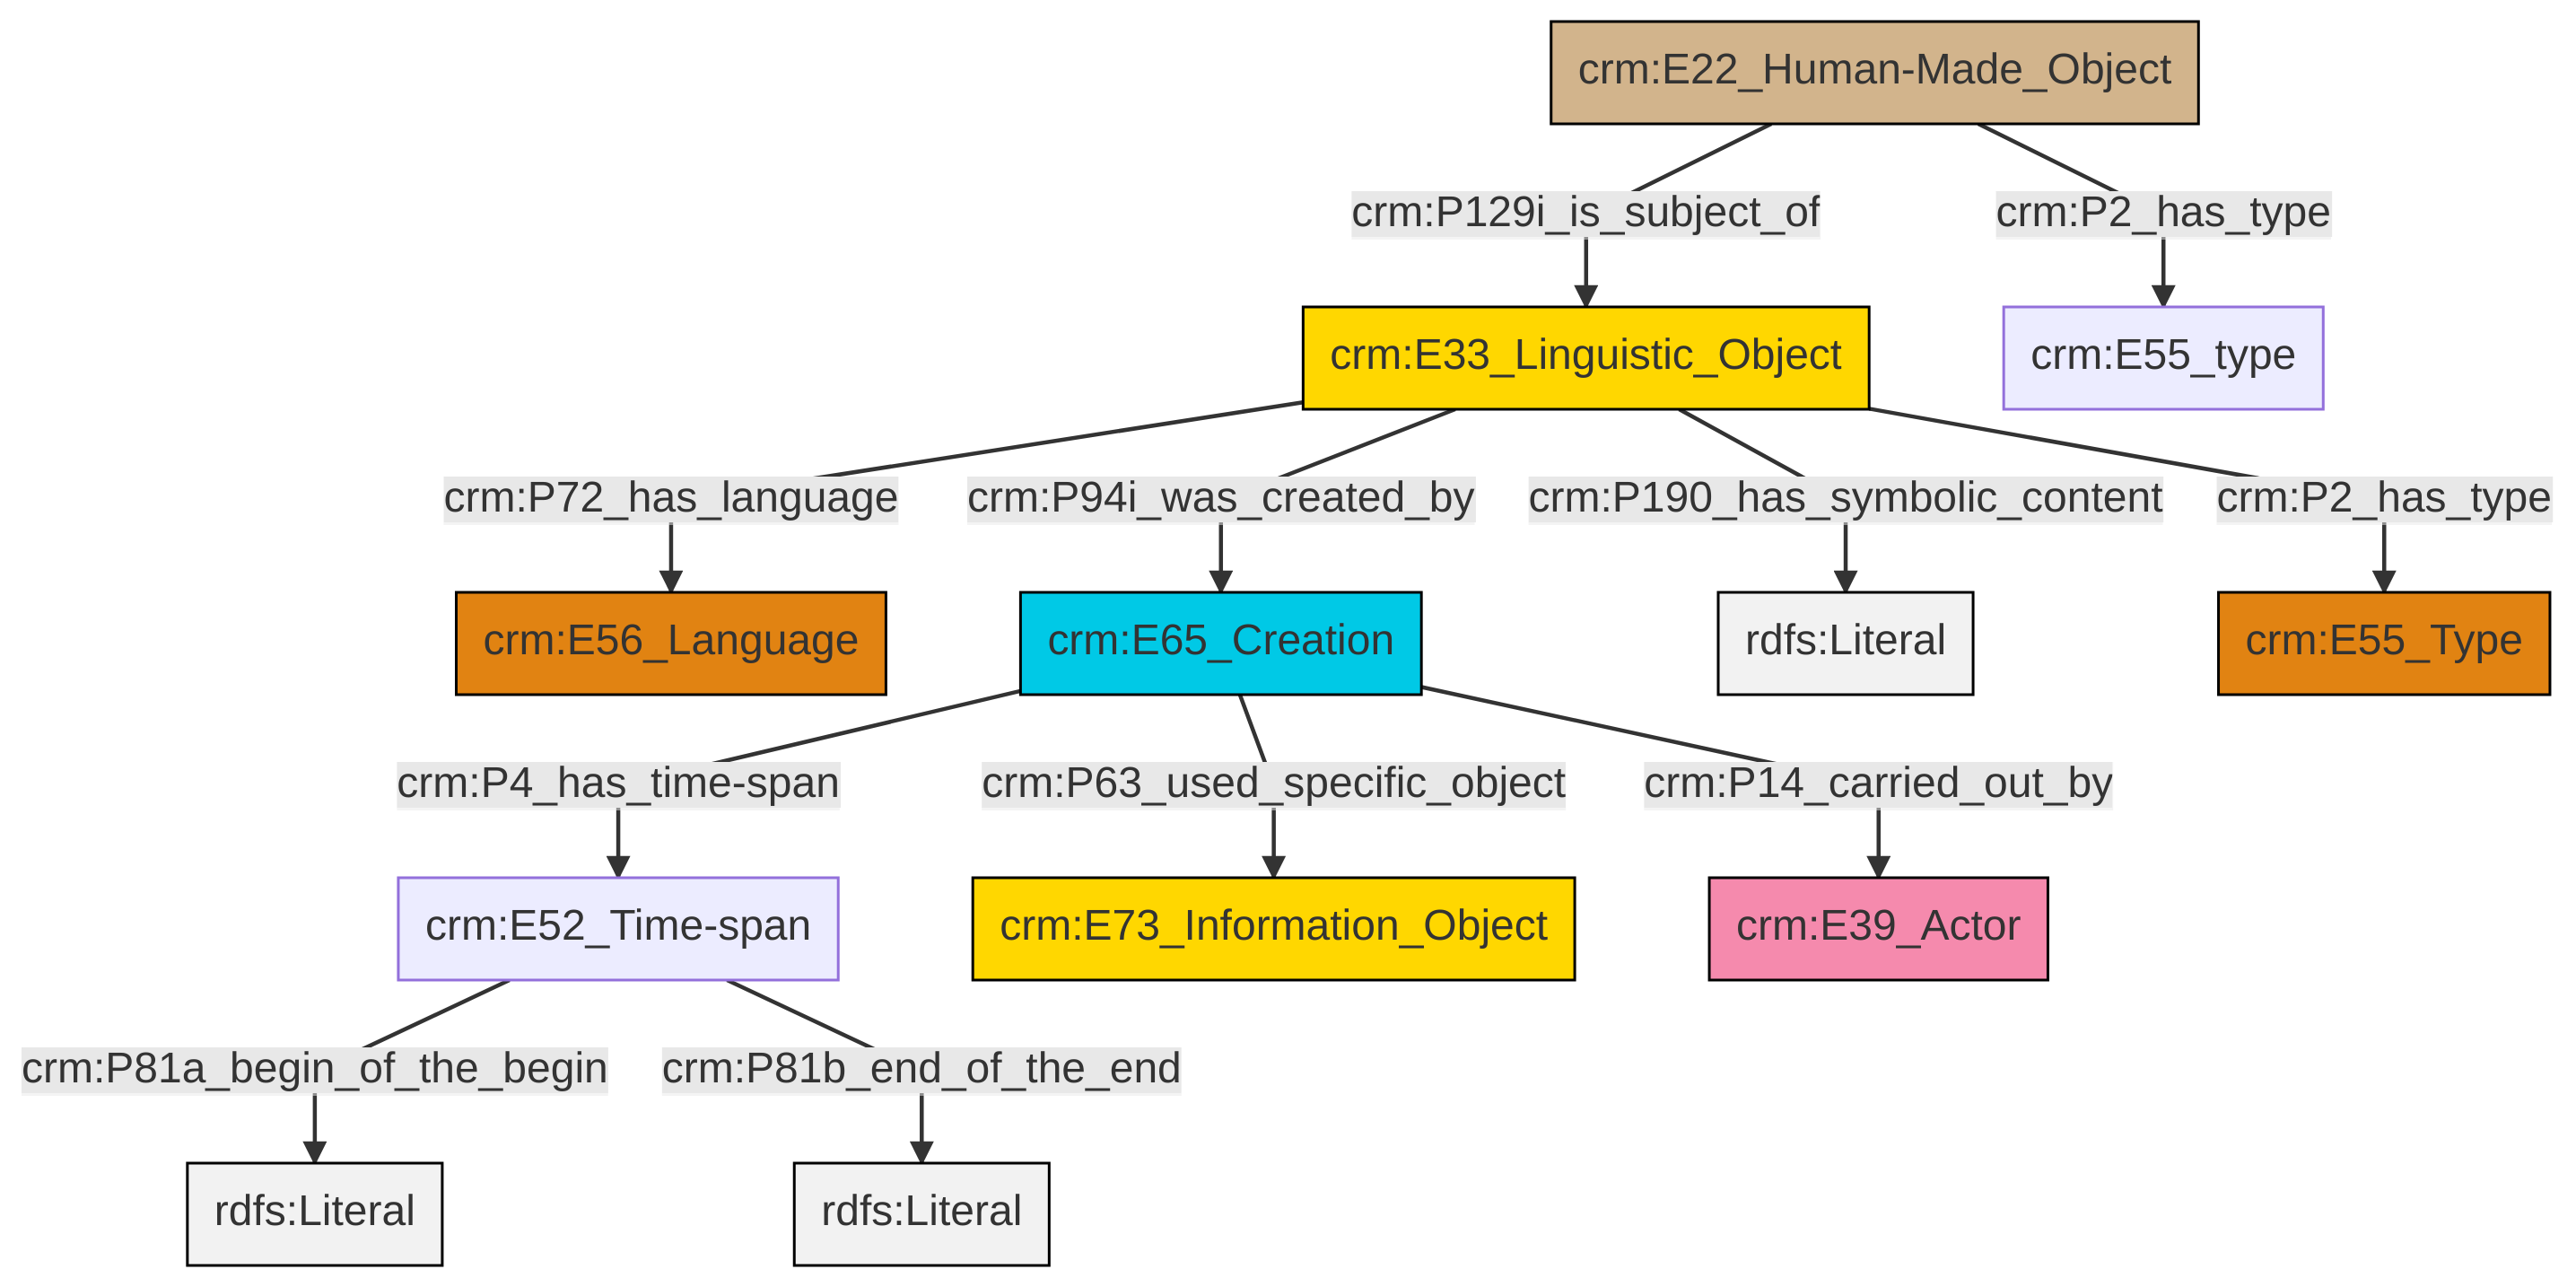 crm:E22_Human-Made_Object
crm:P129i_is_subject_of
crm:P2_has_type
crm:E33_Linguistic_Object
crm:E55_type
crm:P72_has_language
crm:P94i_was_created_by
crm:P190_has_symbolic_content
crm:P2_has_type
crm:E56_Language
crm:E65_Creation
rdfs:Literal
crm:E55_Type
crm:P4_has_time-span
crm:P63_used_specific_object
crm:P14_carried_out_by
crm:E52_Time-span
crm:E73_Information_Object
crm:E39_Actor
crm:P81a_begin_of_the_begin
crm:P81b_end_of_the_end
rdfs:Literal
rdfs:Literal